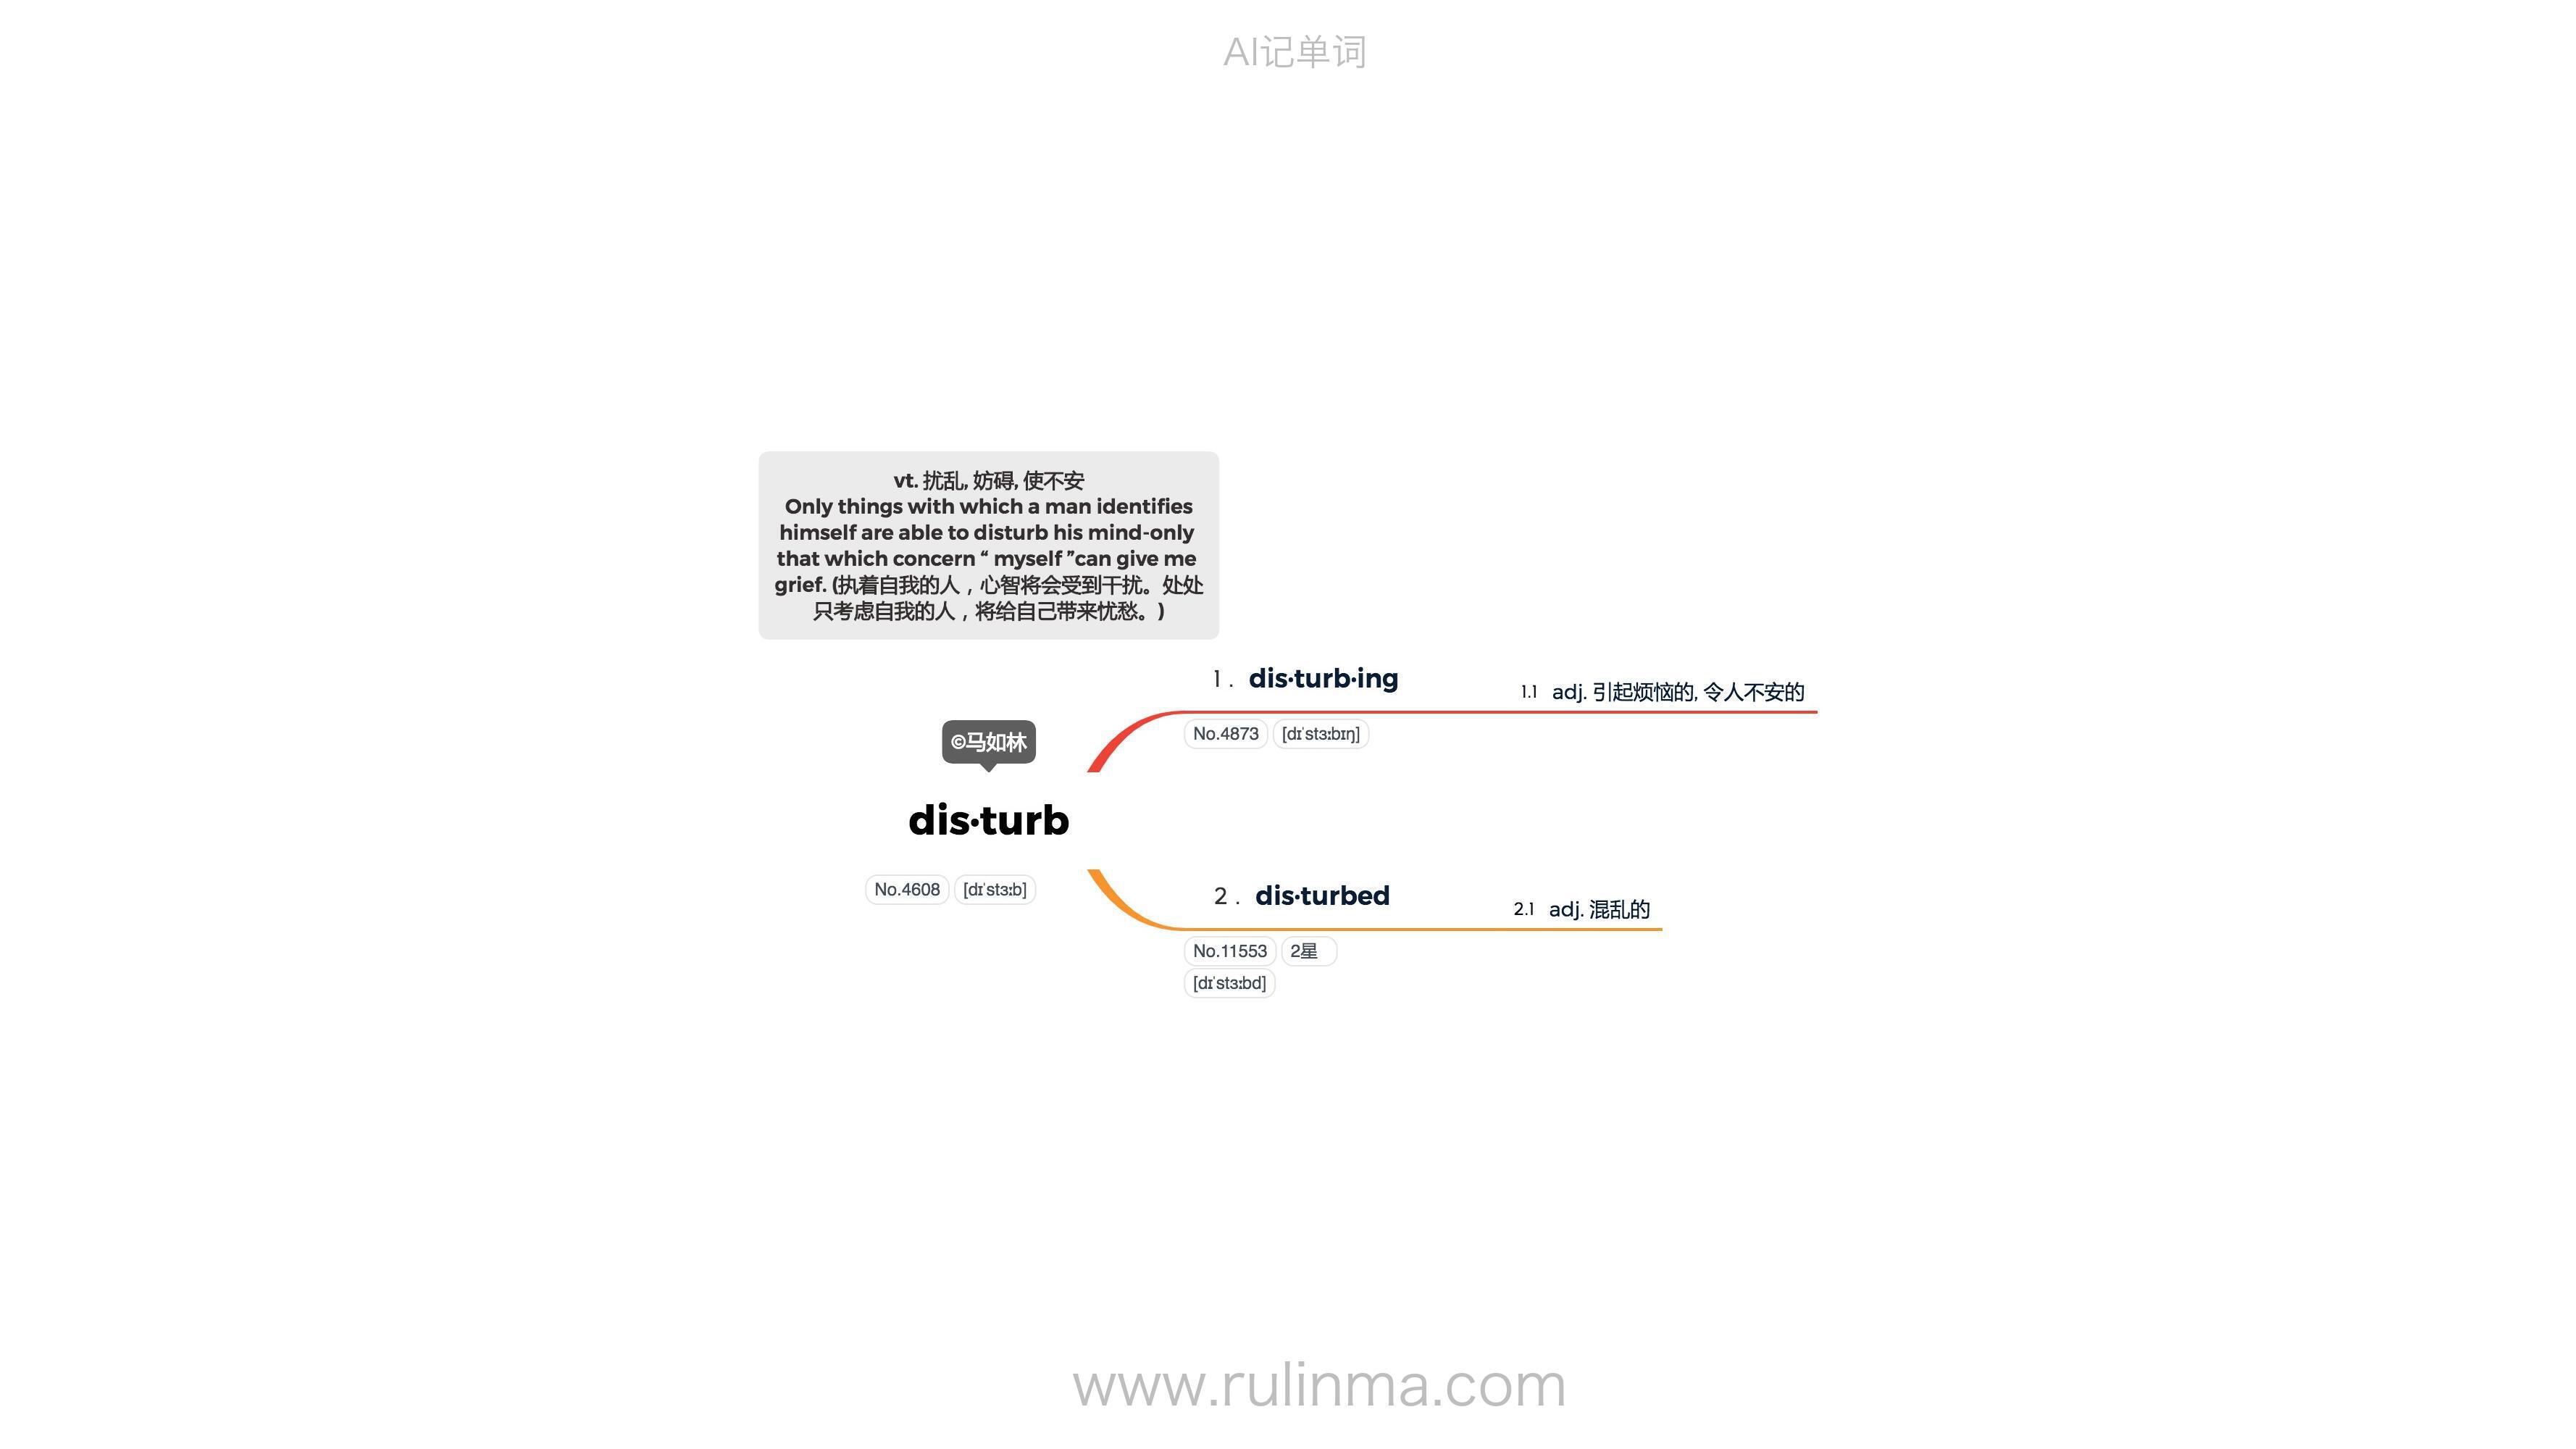 AI记单词
vt. 扰乱, 妨碍, 使不安
Only things with which a man identifies
himself are able to disturb his mind-only
that which concern “ myself ”can give me
grief. (执着自我的人，心智将会受到干扰。处处
只考虑自我的人，将给自己带来忧愁。)
1 . dis·turb·ing
1.1 adj. 引起烦恼的, 令人不安的
No.4873 [dɪˈstɜːbɪŋ]
©马如林
dis·turb
No.4608 [dɪˈstɜːb]
2 . dis·turbed
2.1 adj. 混乱的
No.11553 2星
[dɪˈstɜːbd]
www.rulinma.com